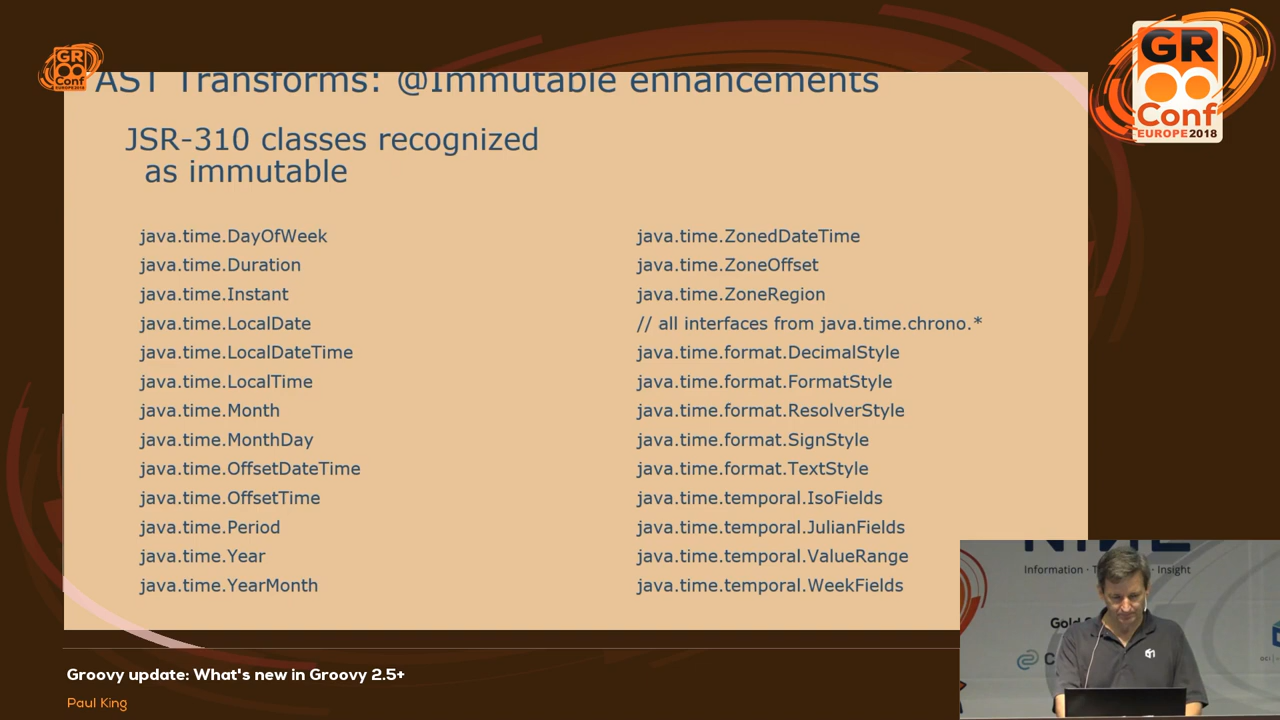 AST Transforms: @Immutable enhancements
JSR-310 classes recognized
as immutable
java.time.DayOfWeek
java.time.Duration
java.time.Instant
java.time.LocalDate
java.time.LocalDateTime
java.time.LocalTime
java.time.Month
java.time.MonthDay
java.time.OffsetDateTime
java.time.OffsetTime
java.time.Period
java.time.Year
java.time.YearMonth
java.time.ZonedDateTime
java.time.ZoneOffset
java.time.ZoneRegion
// all interfaces from java.time.chrono.*
java.time.format.DecimalStyle
java.time.format.FormatStyle
java.time.format.ResolverStyle
java.time.format.SignStyle
java.time.format.TextStyle
java.time.temporal.IsoFields
java.time.temporal.JulianFields
java.time.temporal.ValueRange
java.time.temporal.WeekFields
GR
Conf
EUROPE 2018
GR
Conf
EUROPE 2018
Information ·
· Insight
Gold
Groovy update: What's new in Groovy 2.5+
Paul King